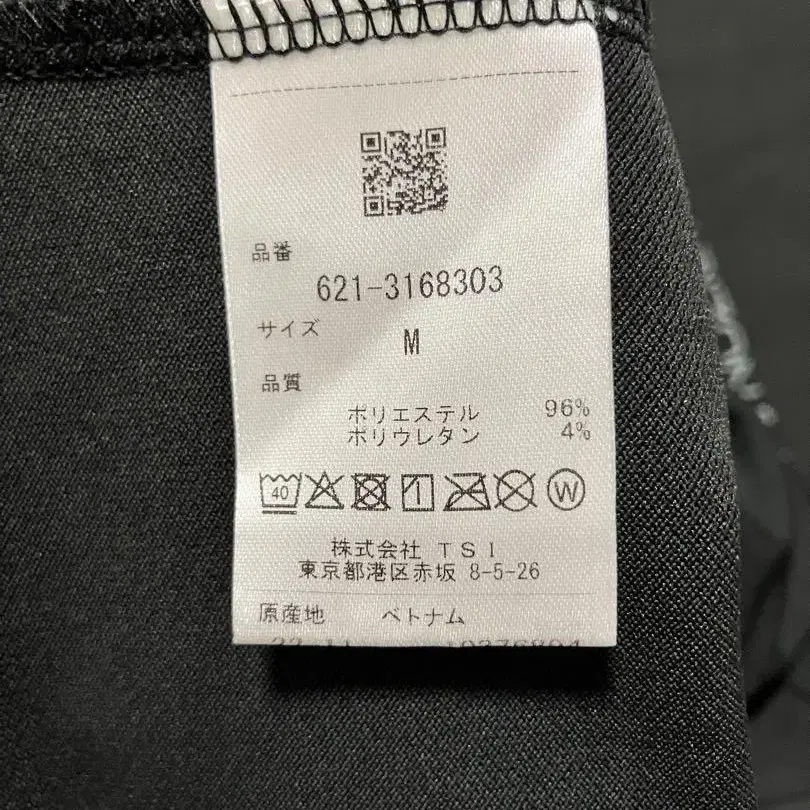 品番
621-3168303
サイズ
M
品質
ポリエステル 96%
ポリウレタン 4%
40 W
株式会社 TSI
東京都港区赤坂 8-5-26
原産地 ベトナム